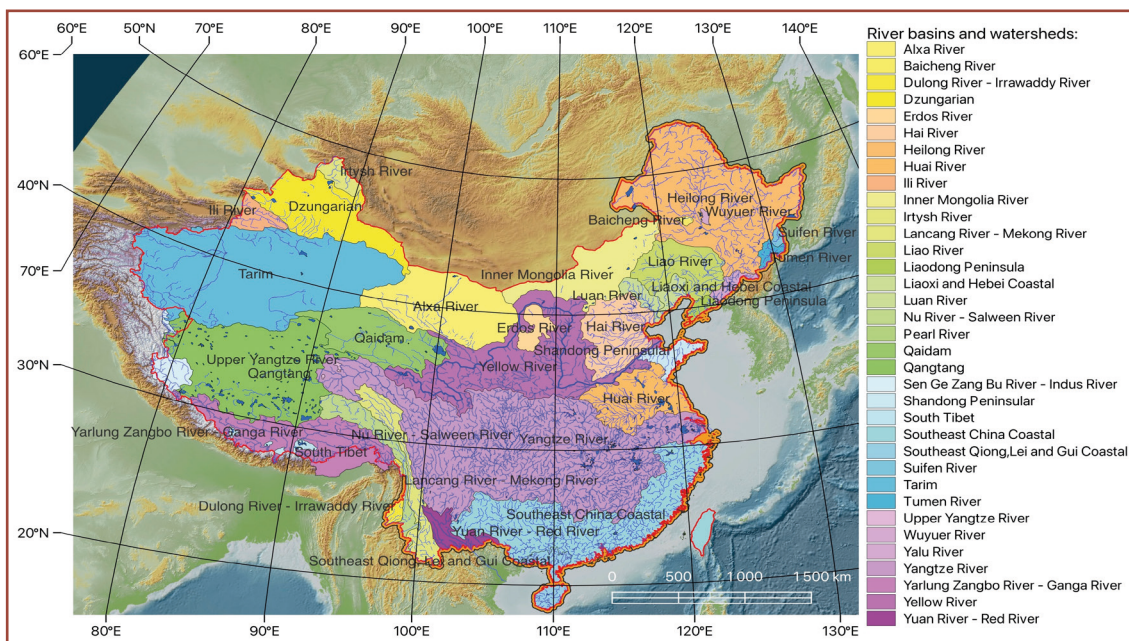 60°E 50°N 70°E 80°E 90°E 100°E 110°E 120°E 130°E 140°E
60°E
40°N
70°E
30°N
20°N
80°E 90°E 100°E 110°E 120°E 130°E
Irtysh River
Dzungarian
Ili River
Heilong River
Wuyuer River
Baicheng River
Suifen River
Tumen River
Liao River
Tarim
Inner Mongolia River
Liaoxi and Hebei Coastal
Luan River
Liaodong Peninsula
Alxa River
Erdos River
Hai River
Qaidam
Shandong Peninsular
Upper Yangtze River
Qangtang
Yellow River
Huai River
Yarlung Zangbo River - Ganga River
Nu River - Salween River
Yangtze River
South Tibet
Lancang River - Mekong River
Dulong River - Irrawaddy River
Southeast China Coastal
Yuan River - Red River
Southeast Qiong, Lei and Gui Coastal
0 500 1 000 1 500 km
River basins and watersheds:
Alxa River
Baicheng River
Dulong River - Irrawaddy River
Dzungarian
Erdos River
Hai River
Heilong River
Huai River
Ili River
Inner Mongolia River
Irtysh River
Lancang River - Mekong River
Liao River
Liaodong Peninsula
Liaoxi and Hebei Coastal
Luan River
Nu River - Salween River
Pearl River
Qaidam
Qangtang
Sen Ge Zang Bu River - Indus River
Shandong Peninsular
South Tibet
Southeast China Coastal
Southeast Qiong,Lei and Gui Coastal
Suifen River
Tarim
Tumen River
Upper Yangtze River
Wuyuer River
Yalu River
Yangtze River
Yarlung Zangbo River - Ganga River
Yellow River
Yuan River - Red River